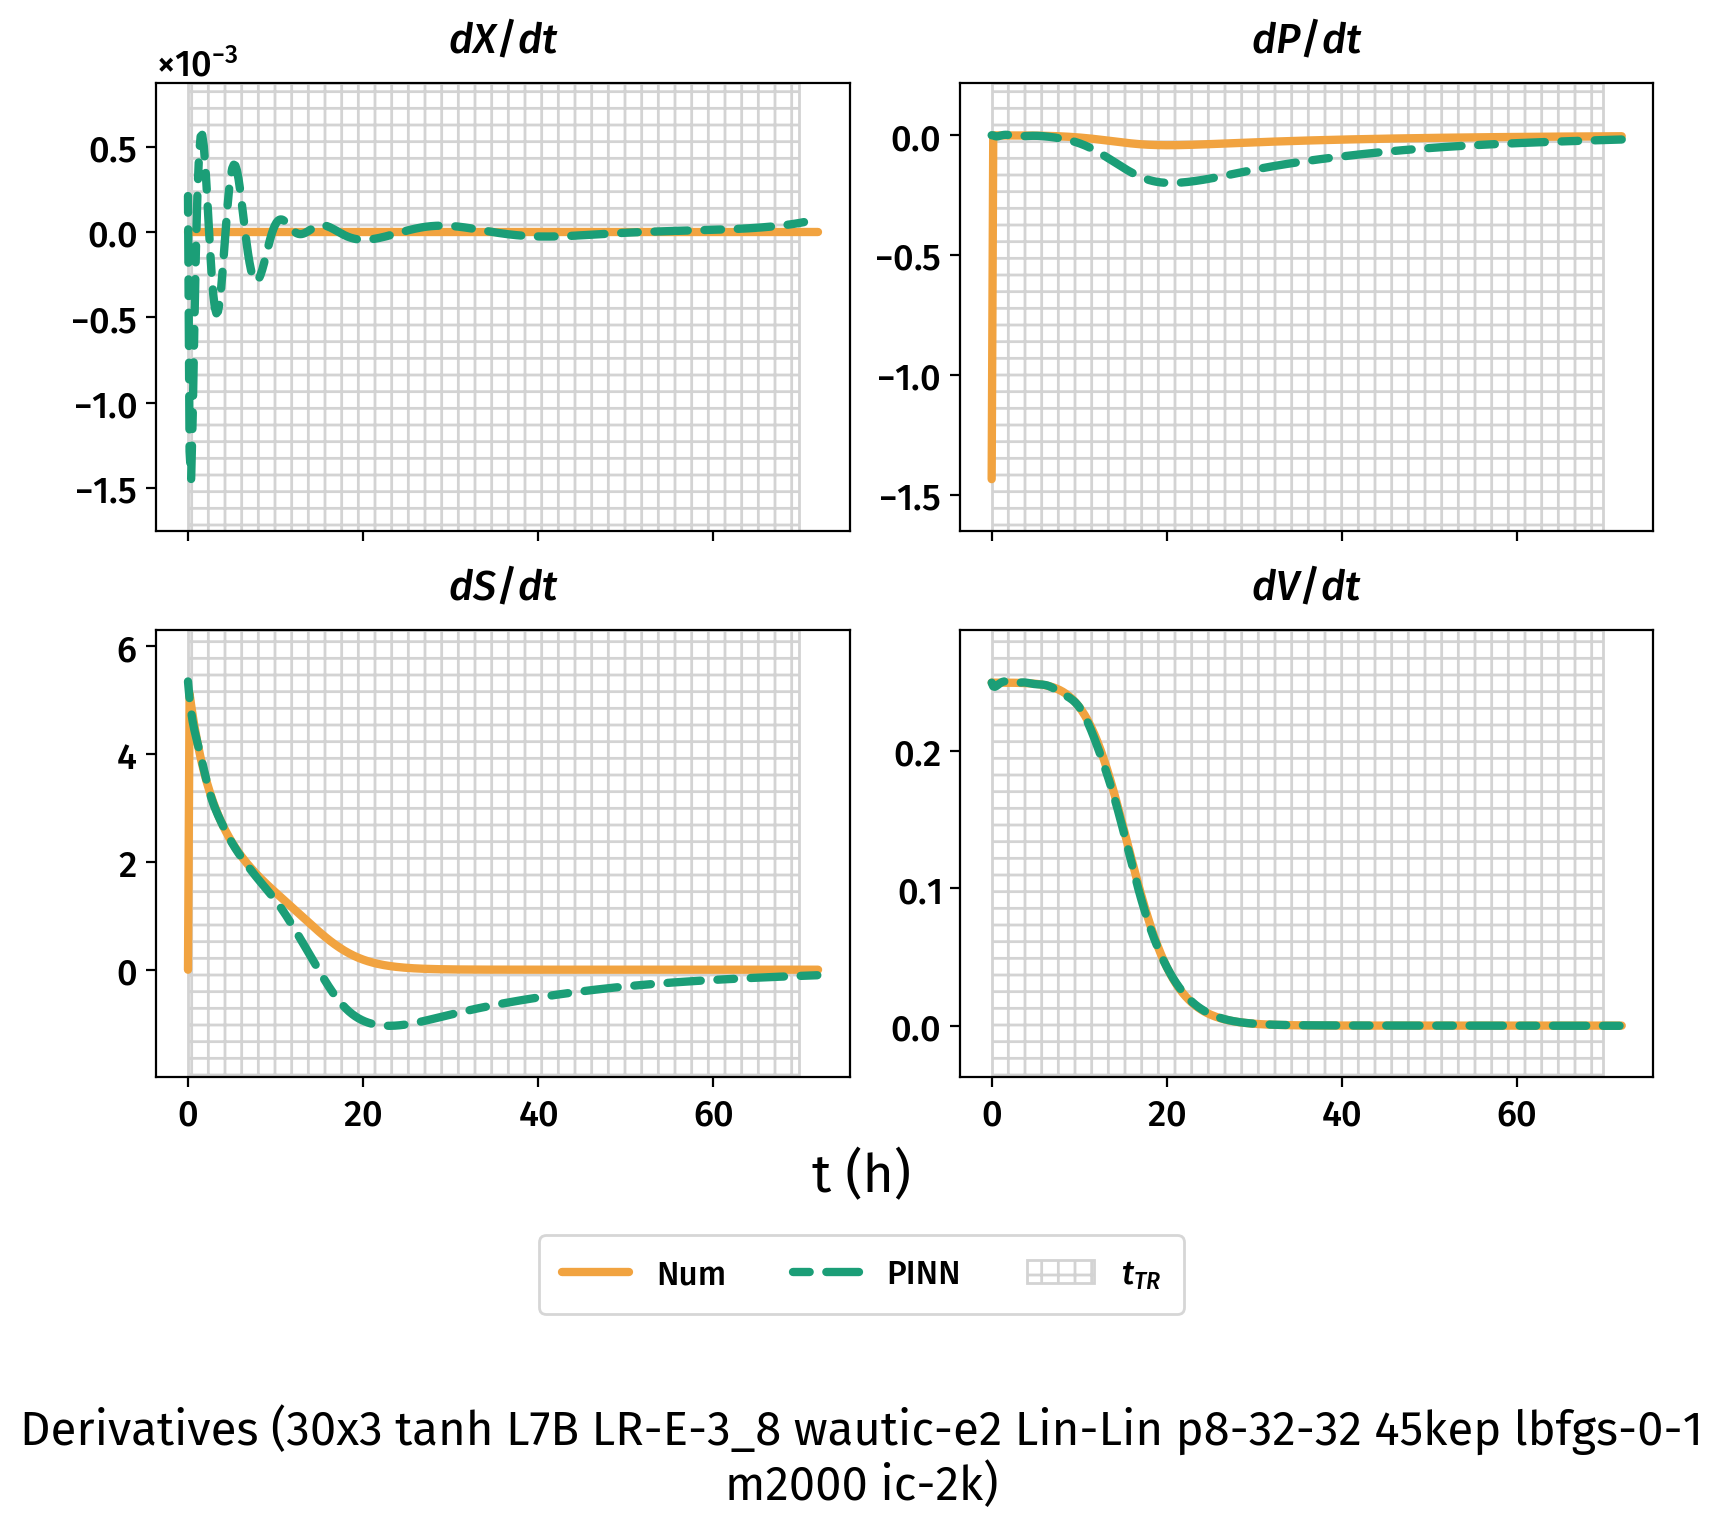 dX/dt
×10⁻³
0.5
0.0
−0.5
−1.0
−1.5
dP/dt
0.0
−0.5
−1.0
−1.5
dS/dt
6
4
2
0
0 20 40 60
dV/dt
0.2
0.1
0.0
0 20 40 60
t (h)
Num PINN t_TR
Derivatives (30x3 tanh L7B LR-E-3_8 wautic-e2 Lin-Lin p8-32-32 45kep lbfgs-0-1
m2000 ic-2k)